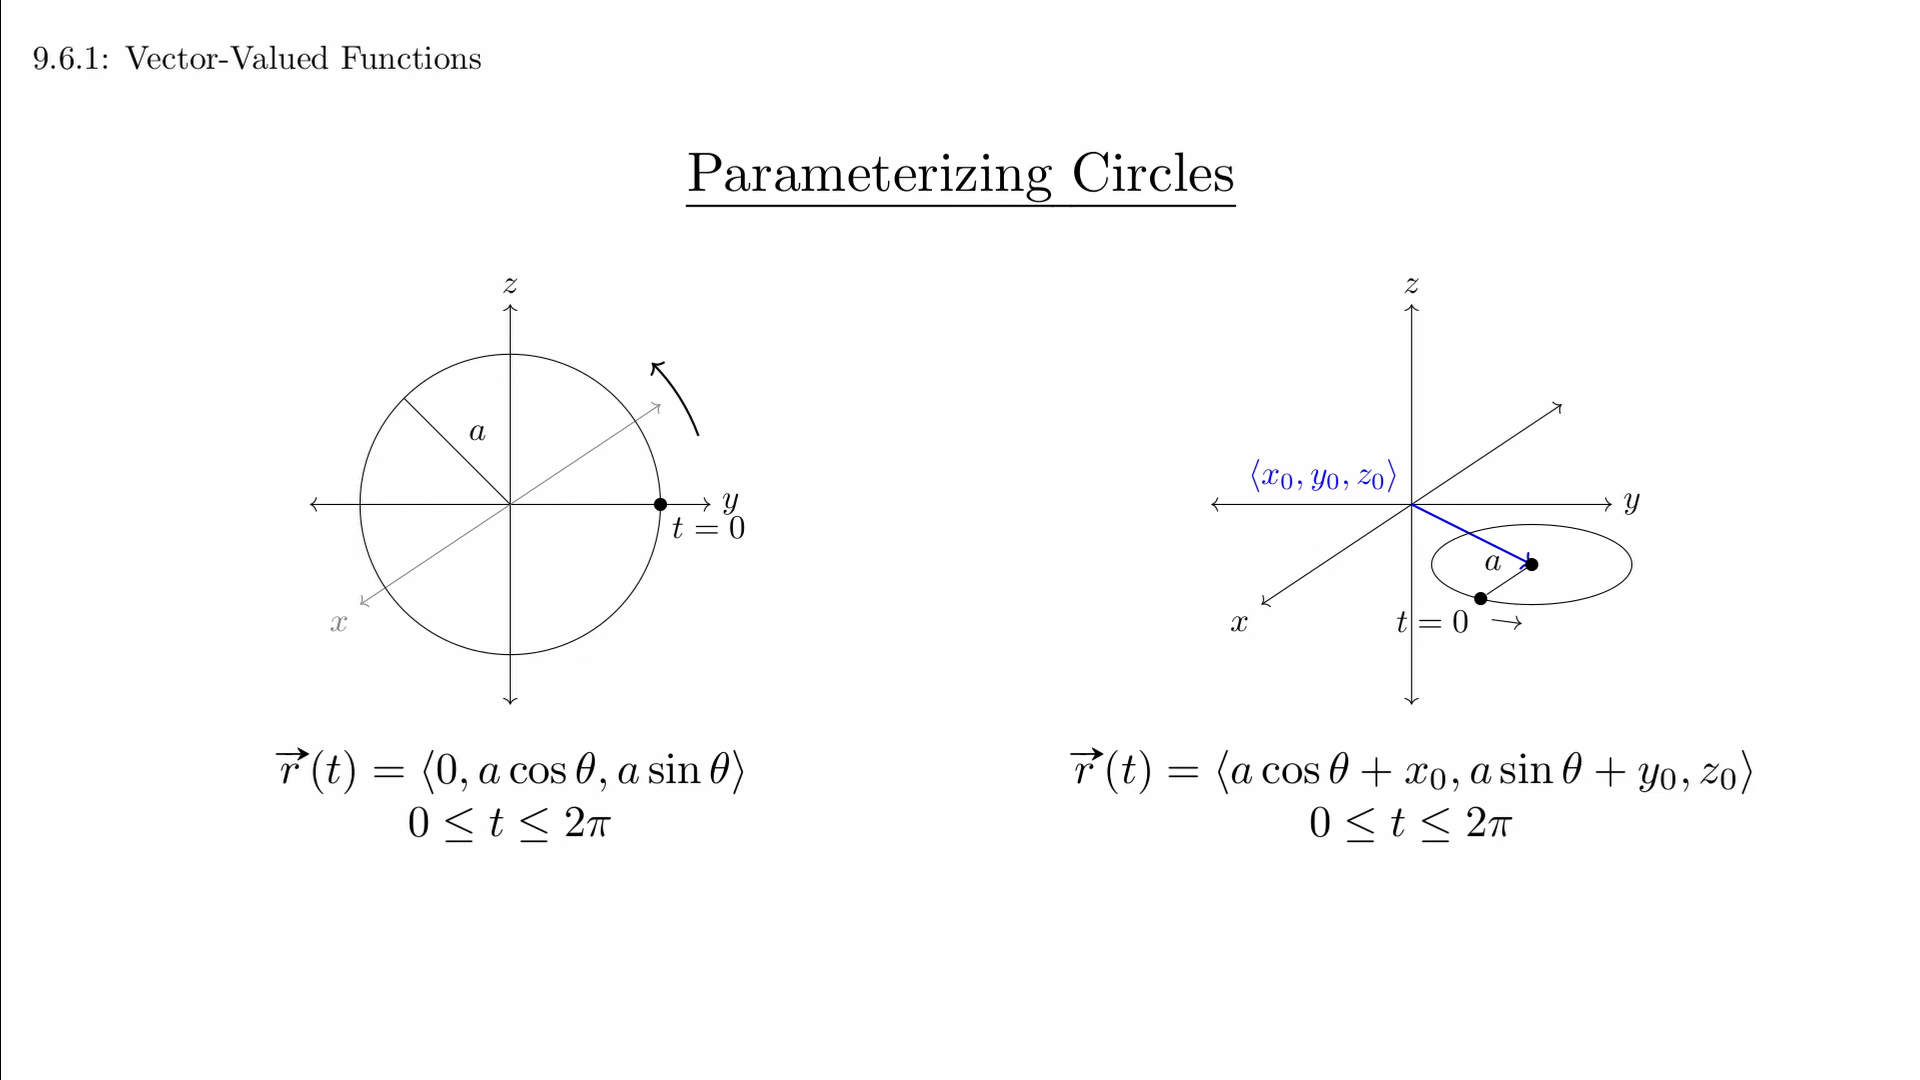 9.6.1: Vector-Valued Functions
Parameterizing Circles
z
a
y
t = 0
x
z
⟨x₀, y₀, z₀⟩
y
a
t = 0
x
r⃗(t) = ⟨0, a cos θ, a sin θ⟩
0 ≤ t ≤ 2π
r⃗(t) = ⟨a cos θ + x₀, a sin θ + y₀, z₀⟩
0 ≤ t ≤ 2π